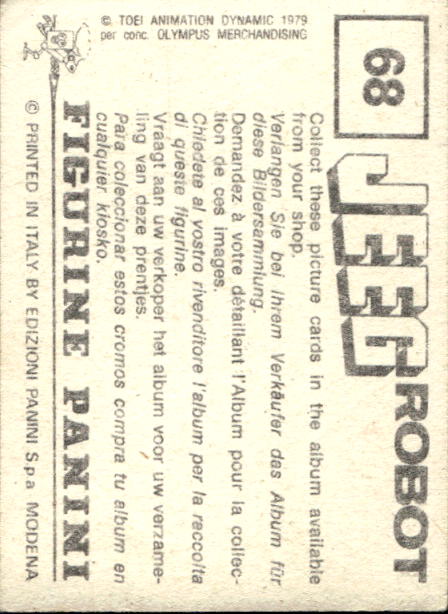 © TOEI ANIMATION DYNAMIC 1979
per conc. OLYMPUS MERCHANDISING
68
JEEG ROBOT
Collect these picture cards in the album available
from your shop.
Verlangen Sie bei Ihrem Verkäufer das Album für
diese Bildersammlung.
Demandez à votre détaillant l'Album pour la collec-
tion de ces images.
Chiedete al vostro rivenditore l'album per la raccolta
di queste figurine.
Vraagt aan uw verkoper het album voor uw verzame-
ling van deze prentjes.
Para coleccionar estos cromos compra tu album en
cualquier kiosko.
FIGURINE PANINI
© PRINTED IN ITALY BY EDIZIONI PANINI S.p.a MODENA